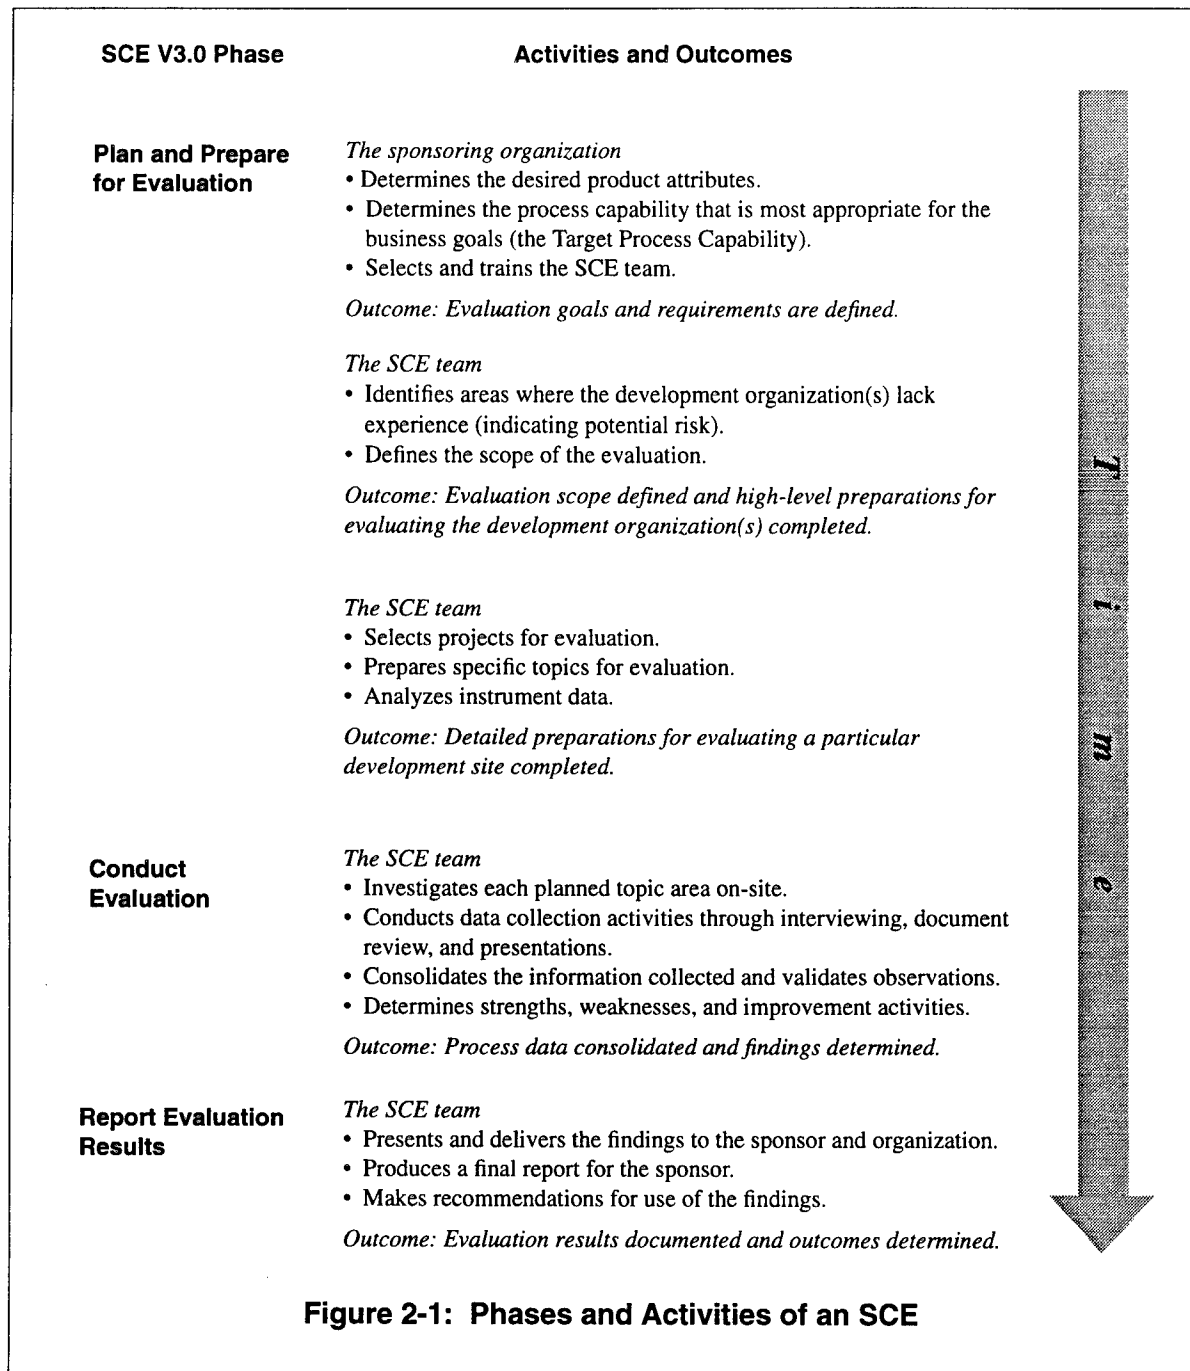 SCE V3.0 Phase
Activities and Outcomes
Plan and Prepare
for Evaluation
The sponsoring organization
• Determines the desired product attributes.
• Determines the process capability that is most appropriate for the
business goals (the Target Process Capability).
• Selects and trains the SCE team.
Outcome: Evaluation goals and requirements are defined.
The SCE team
• Identifies areas where the development organization(s) lack
experience (indicating potential risk).
• Defines the scope of the evaluation.
Outcome: Evaluation scope defined and high-level preparations for
evaluating the development organization(s) completed.
The SCE team
• Selects projects for evaluation.
• Prepares specific topics for evaluation.
• Analyzes instrument data.
Outcome: Detailed preparations for evaluating a particular
development site completed.
Conduct
Evaluation
The SCE team
• Investigates each planned topic area on-site.
• Conducts data collection activities through interviewing, document
review, and presentations.
• Consolidates the information collected and validates observations.
• Determines strengths, weaknesses, and improvement activities.
Outcome: Process data consolidated and findings determined.
Report Evaluation
Results
The SCE team
• Presents and delivers the findings to the sponsor and organization.
• Produces a final report for the sponsor.
• Makes recommendations for use of the findings.
Outcome: Evaluation results documented and outcomes determined.
Time
Figure 2-1: Phases and Activities of an SCE